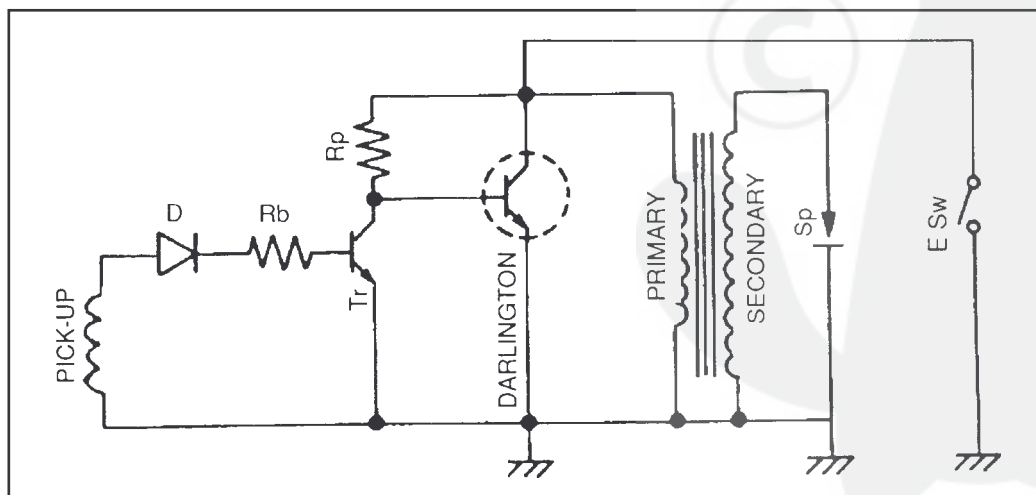 ©
Rp
D
Rb
Tr
PICK-UP
DARLINGTON
PRIMARY
SECONDARY
Sp
E Sw